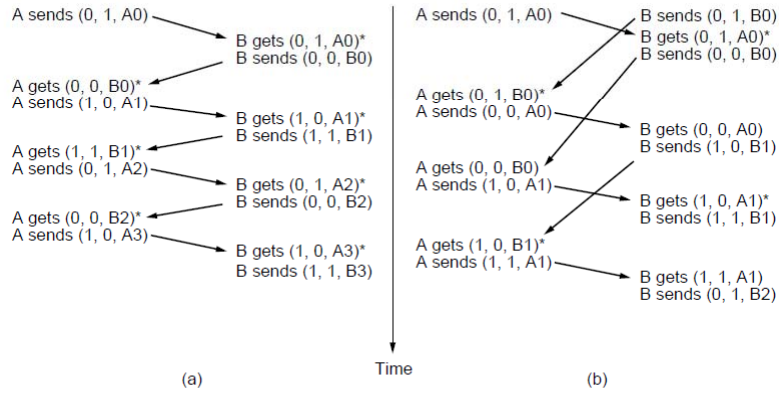 A sends (0, 1, A0)
B gets (0, 1, A0)*
B sends (0, 0, B0)
A gets (0, 0, B0)*
A sends (1, 0, A1)
B gets (1, 0, A1)*
B sends (1, 1, B1)
A gets (1, 1, B1)*
A sends (0, 1, A2)
B gets (0, 1, A2)*
B sends (0, 0, B2)
A gets (0, 0, B2)*
A sends (1, 0, A3)
B gets (1, 0, A3)*
B sends (1, 1, B3)
(a)
Time
A sends (0, 1, A0)
B sends (0, 1, B0)
B gets (0, 1, A0)*
B sends (0, 0, B0)
A gets (0, 1, B0)*
A sends (0, 0, A0)
B gets (0, 0, A0)
B sends (1, 0, B1)
A gets (0, 0, B0)
A sends (1, 0, A1)
B gets (1, 0, A1)*
B sends (1, 1, B1)
A gets (1, 0, B1)*
A sends (1, 1, A1)
B gets (1, 1, A1)
B sends (0, 1, B2)
(b)